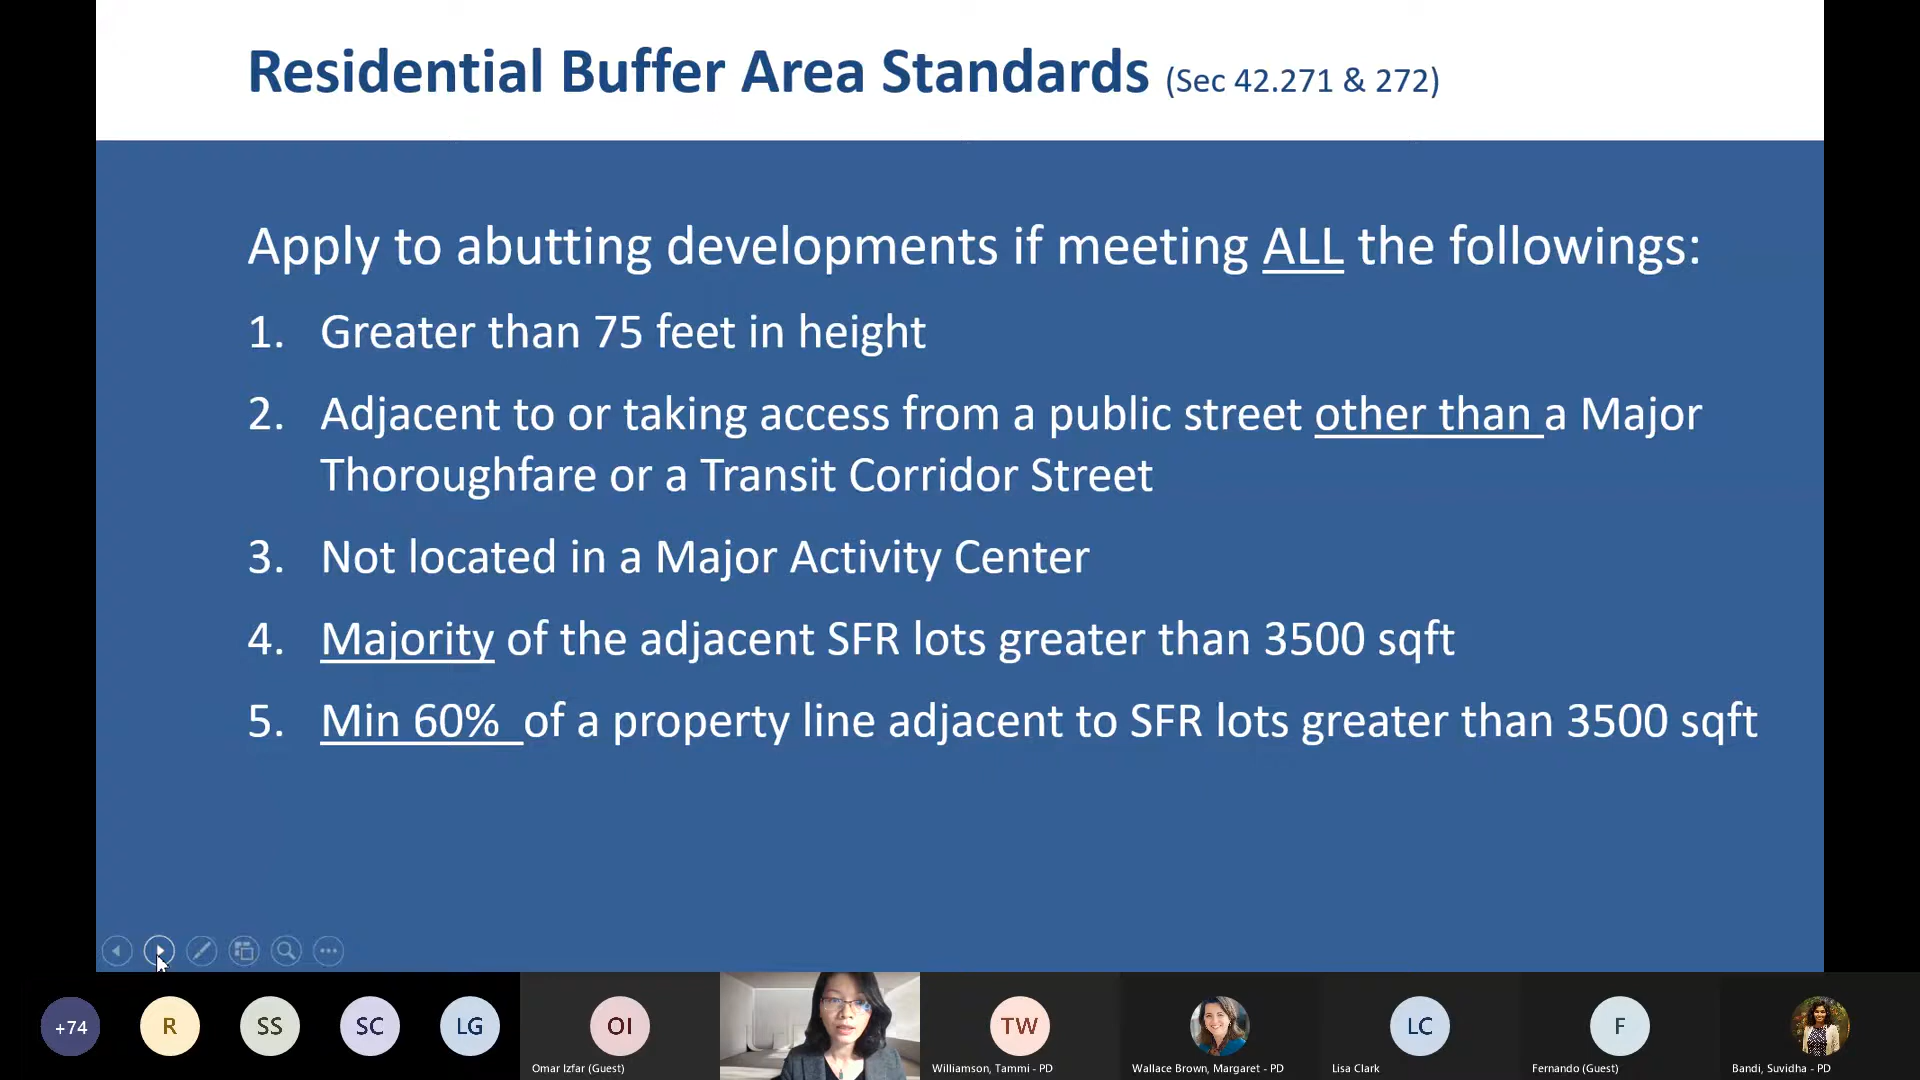 Residential Buffer Area Standards (Sec 42.271 & 272)
Apply to abutting developments if meeting ALL the followings:
1. Greater than 75 feet in height
2. Adjacent to or taking access from a public street other than a Major
Thoroughfare or a Transit Corridor Street
3. Not located in a Major Activity Center
4. Majority of the adjacent SFR lots greater than 3500 sqft
5. Min 60% of a property line adjacent to SFR lots greater than 3500 sqft
+74
R
SS
SC
LG
OI
TW
LC
F
Omar Izfar (Guest)
Williamson, Tammi - PD
Wallace Brown, Margaret - PD
Lisa Clark
Fernando (Guest)
Bandi, Suvidha - PD